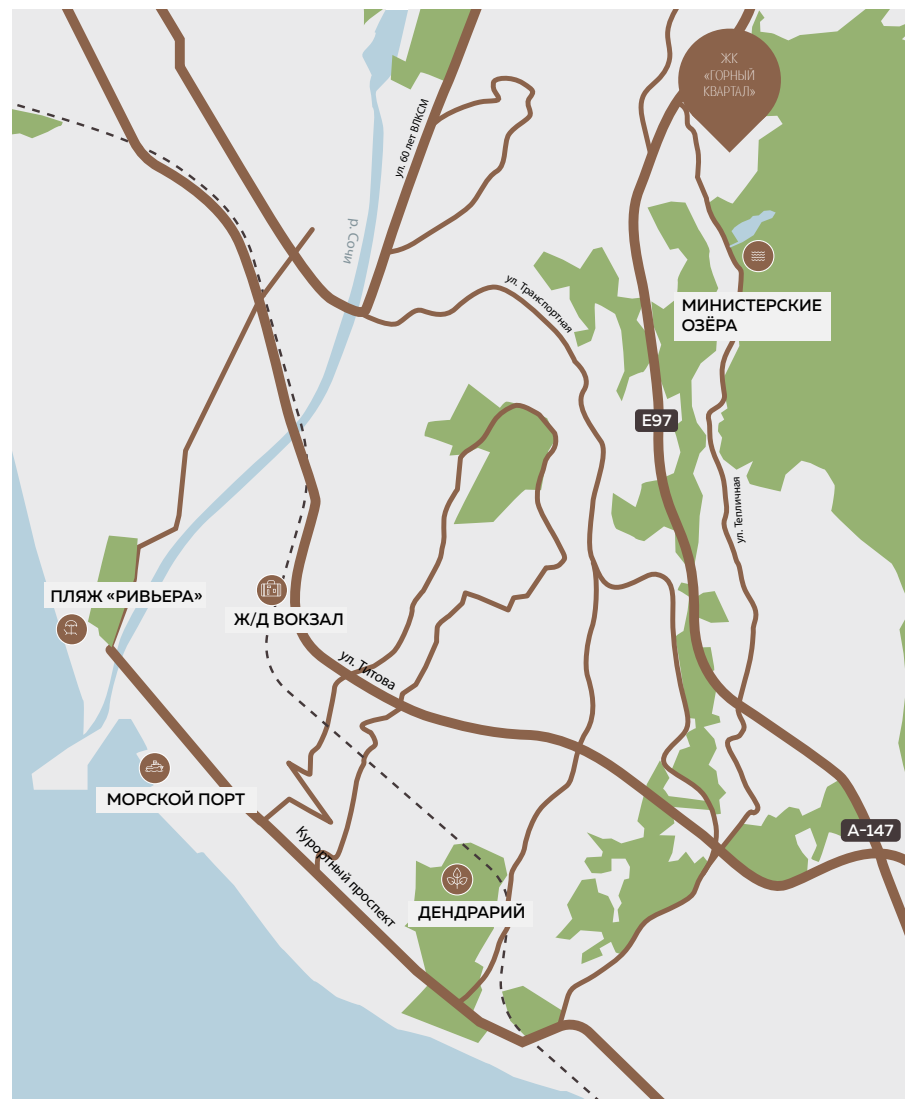 ЖК
«ГОРНЫЙ
КВАРТАЛ»
ул. 60 лет ВЛКСМ
р. Сочи
ул. Транспортная
МИНИСТЕРСКИЕ
ОЗЁРА
E97
ул. Тепличная
ПЛЯЖ «РИВЬЕРА»
Ж/Д ВОКЗАЛ
ул. Титова
МОРСКОЙ ПОРТ
A-147
Курортный проспект
ДЕНДРАРИЙ